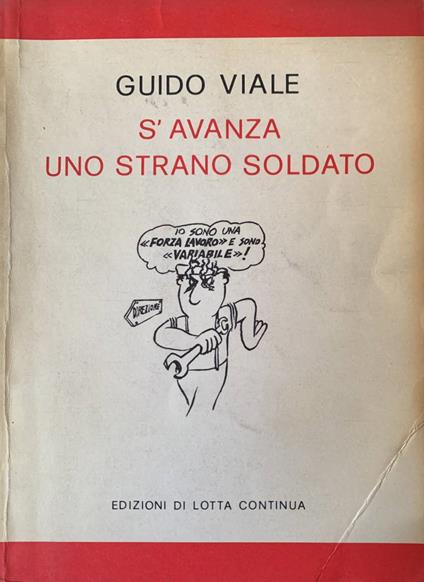 GUIDO VIALE
S'AVANZA
UNO STRANO SOLDATO
IO SONO UNA
«FORZA LAVORO» E SONO
«VARIABILE»!
DIREZIONE
EDIZIONI DI LOTTA CONTINUA